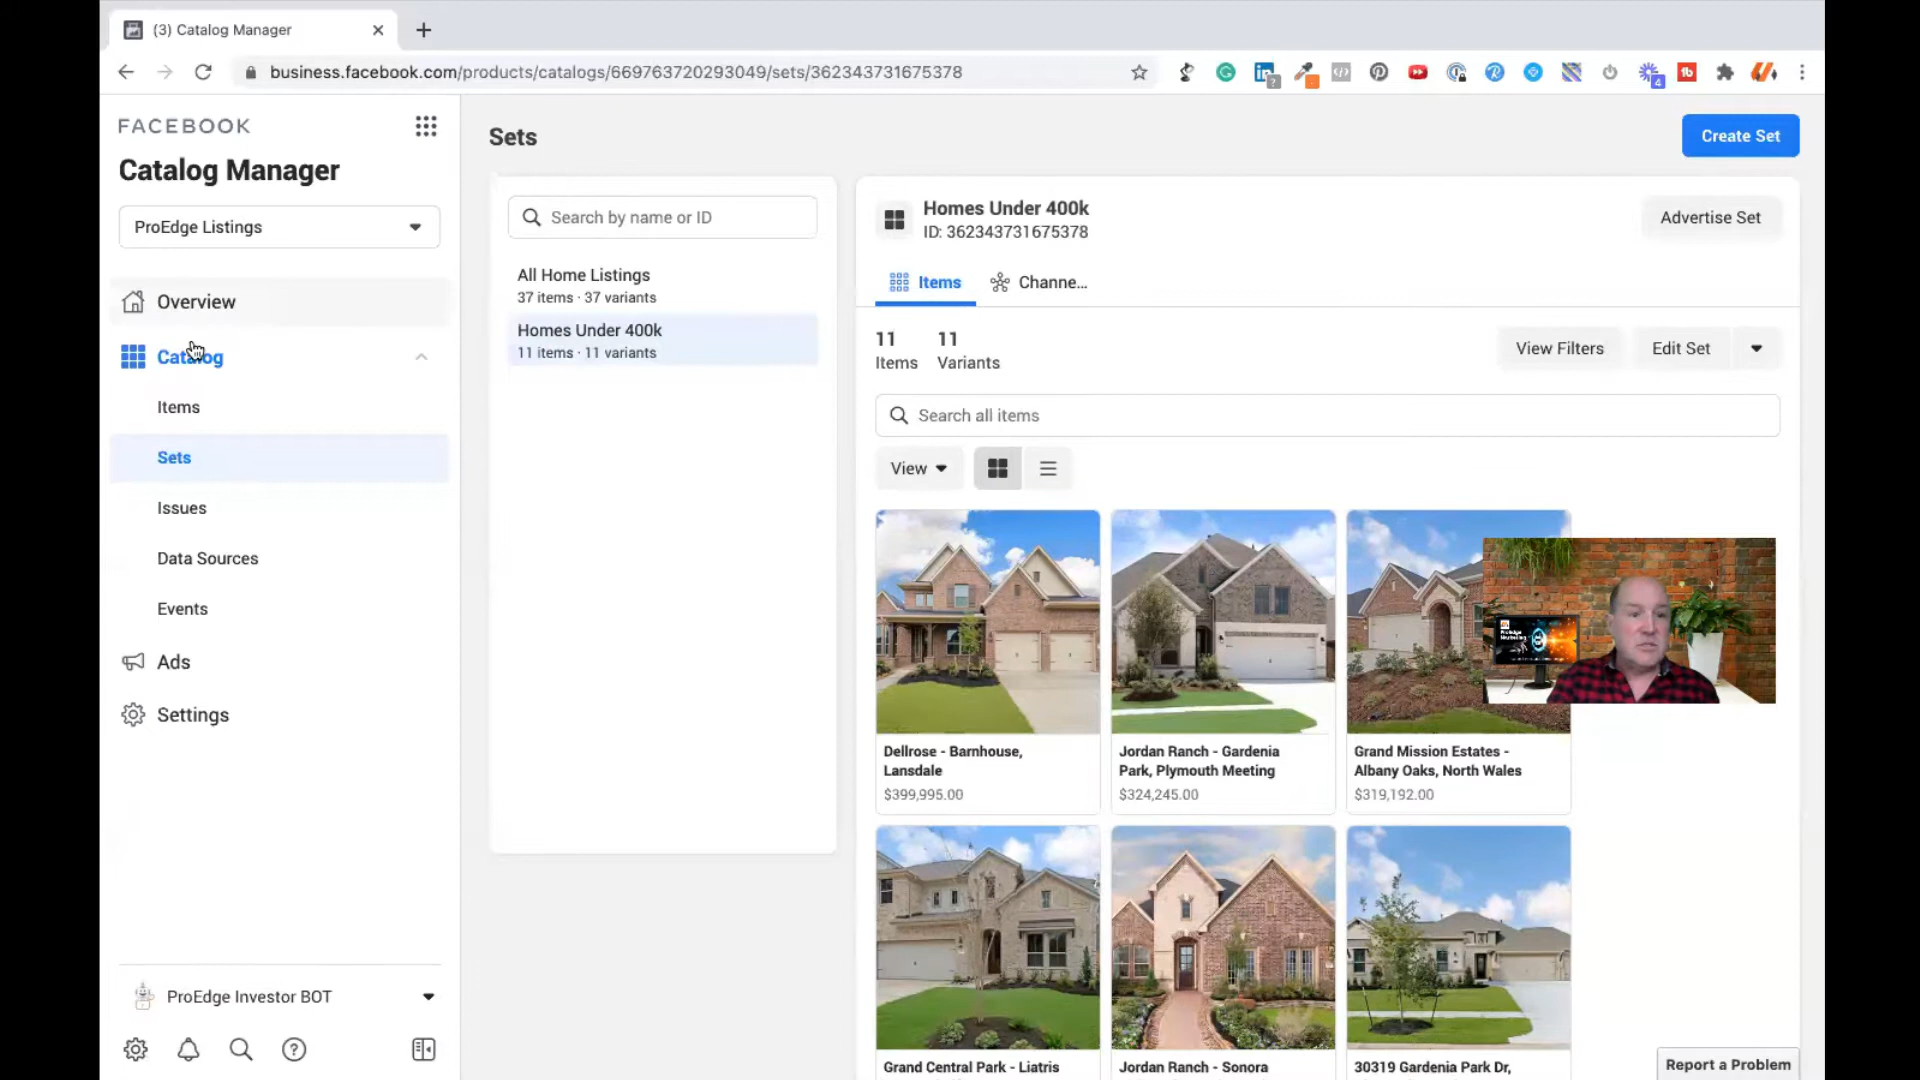 (3) Catalog Manager
business.facebook.com/products/catalogs/669763720293049/sets/362343731675378
FACEBOOK
Catalog Manager
ProEdge Listings
Overview
Catalog
Items
Sets
Issues
Data Sources
Events
Ads
Settings
ProEdge Investor BOT
Sets
Create Set
Search by name or ID
All Home Listings
37 items · 37 variants
Homes Under 400k
11 items · 11 variants
Homes Under 400k
ID: 362343731675378
Advertise Set
Items
Channe...
11
Items
11
Variants
View Filters
Edit Set
Search all items
View
Dellrose - Barnhouse,
Lansdale
$399,995.00
Jordan Ranch - Gardenia
Park, Plymouth Meeting
$324,245.00
Grand Mission Estates -
Albany Oaks, North Wales
$319,192.00
ProEdge
Marketing
Grand Central Park - Liatris
Jordan Ranch - Sonora
30319 Gardenia Park Dr,
Report a Problem